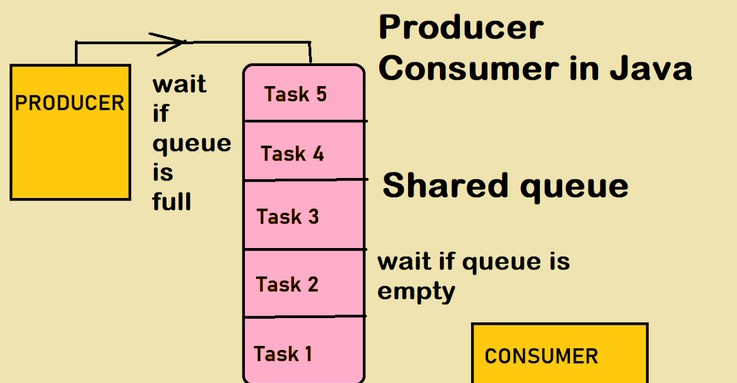 Producer
Consumer in Java
PRODUCER
wait
if
queue
is
full
Task 5
Task 4
Task 3
Task 2
Task 1
Shared queue
wait if queue is
empty
CONSUMER